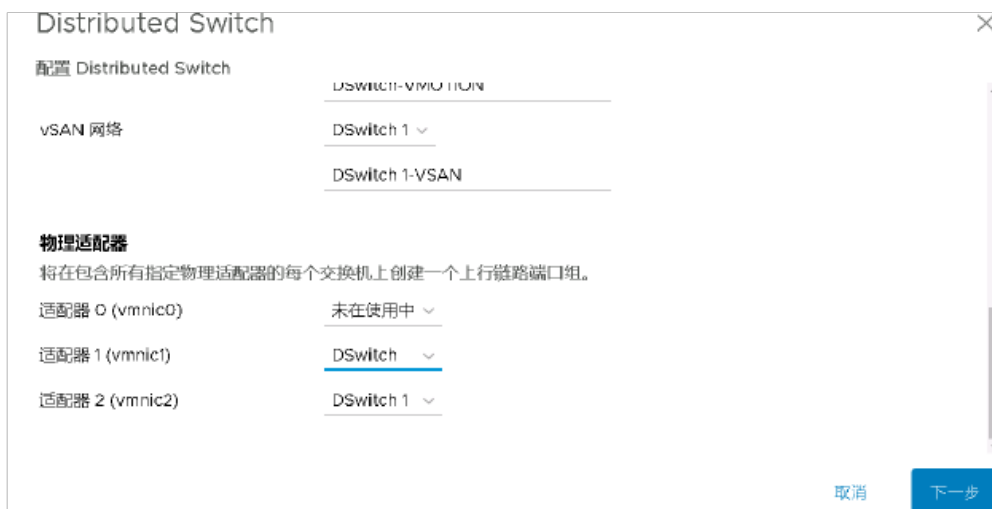 Distributed Switch
配置 Distributed Switch
DSwitch-VMOTION
vSAN 网络
DSwitch 1
DSwitch 1-VSAN
物理适配器
将在包含所有指定物理适配器的每个交换机上创建一个上行链路端口组。
适配器 0 (vmnic0)
未在使用中
适配器 1 (vmnic1)
DSwitch
适配器 2 (vmnic2)
DSwitch 1
取消
下一步